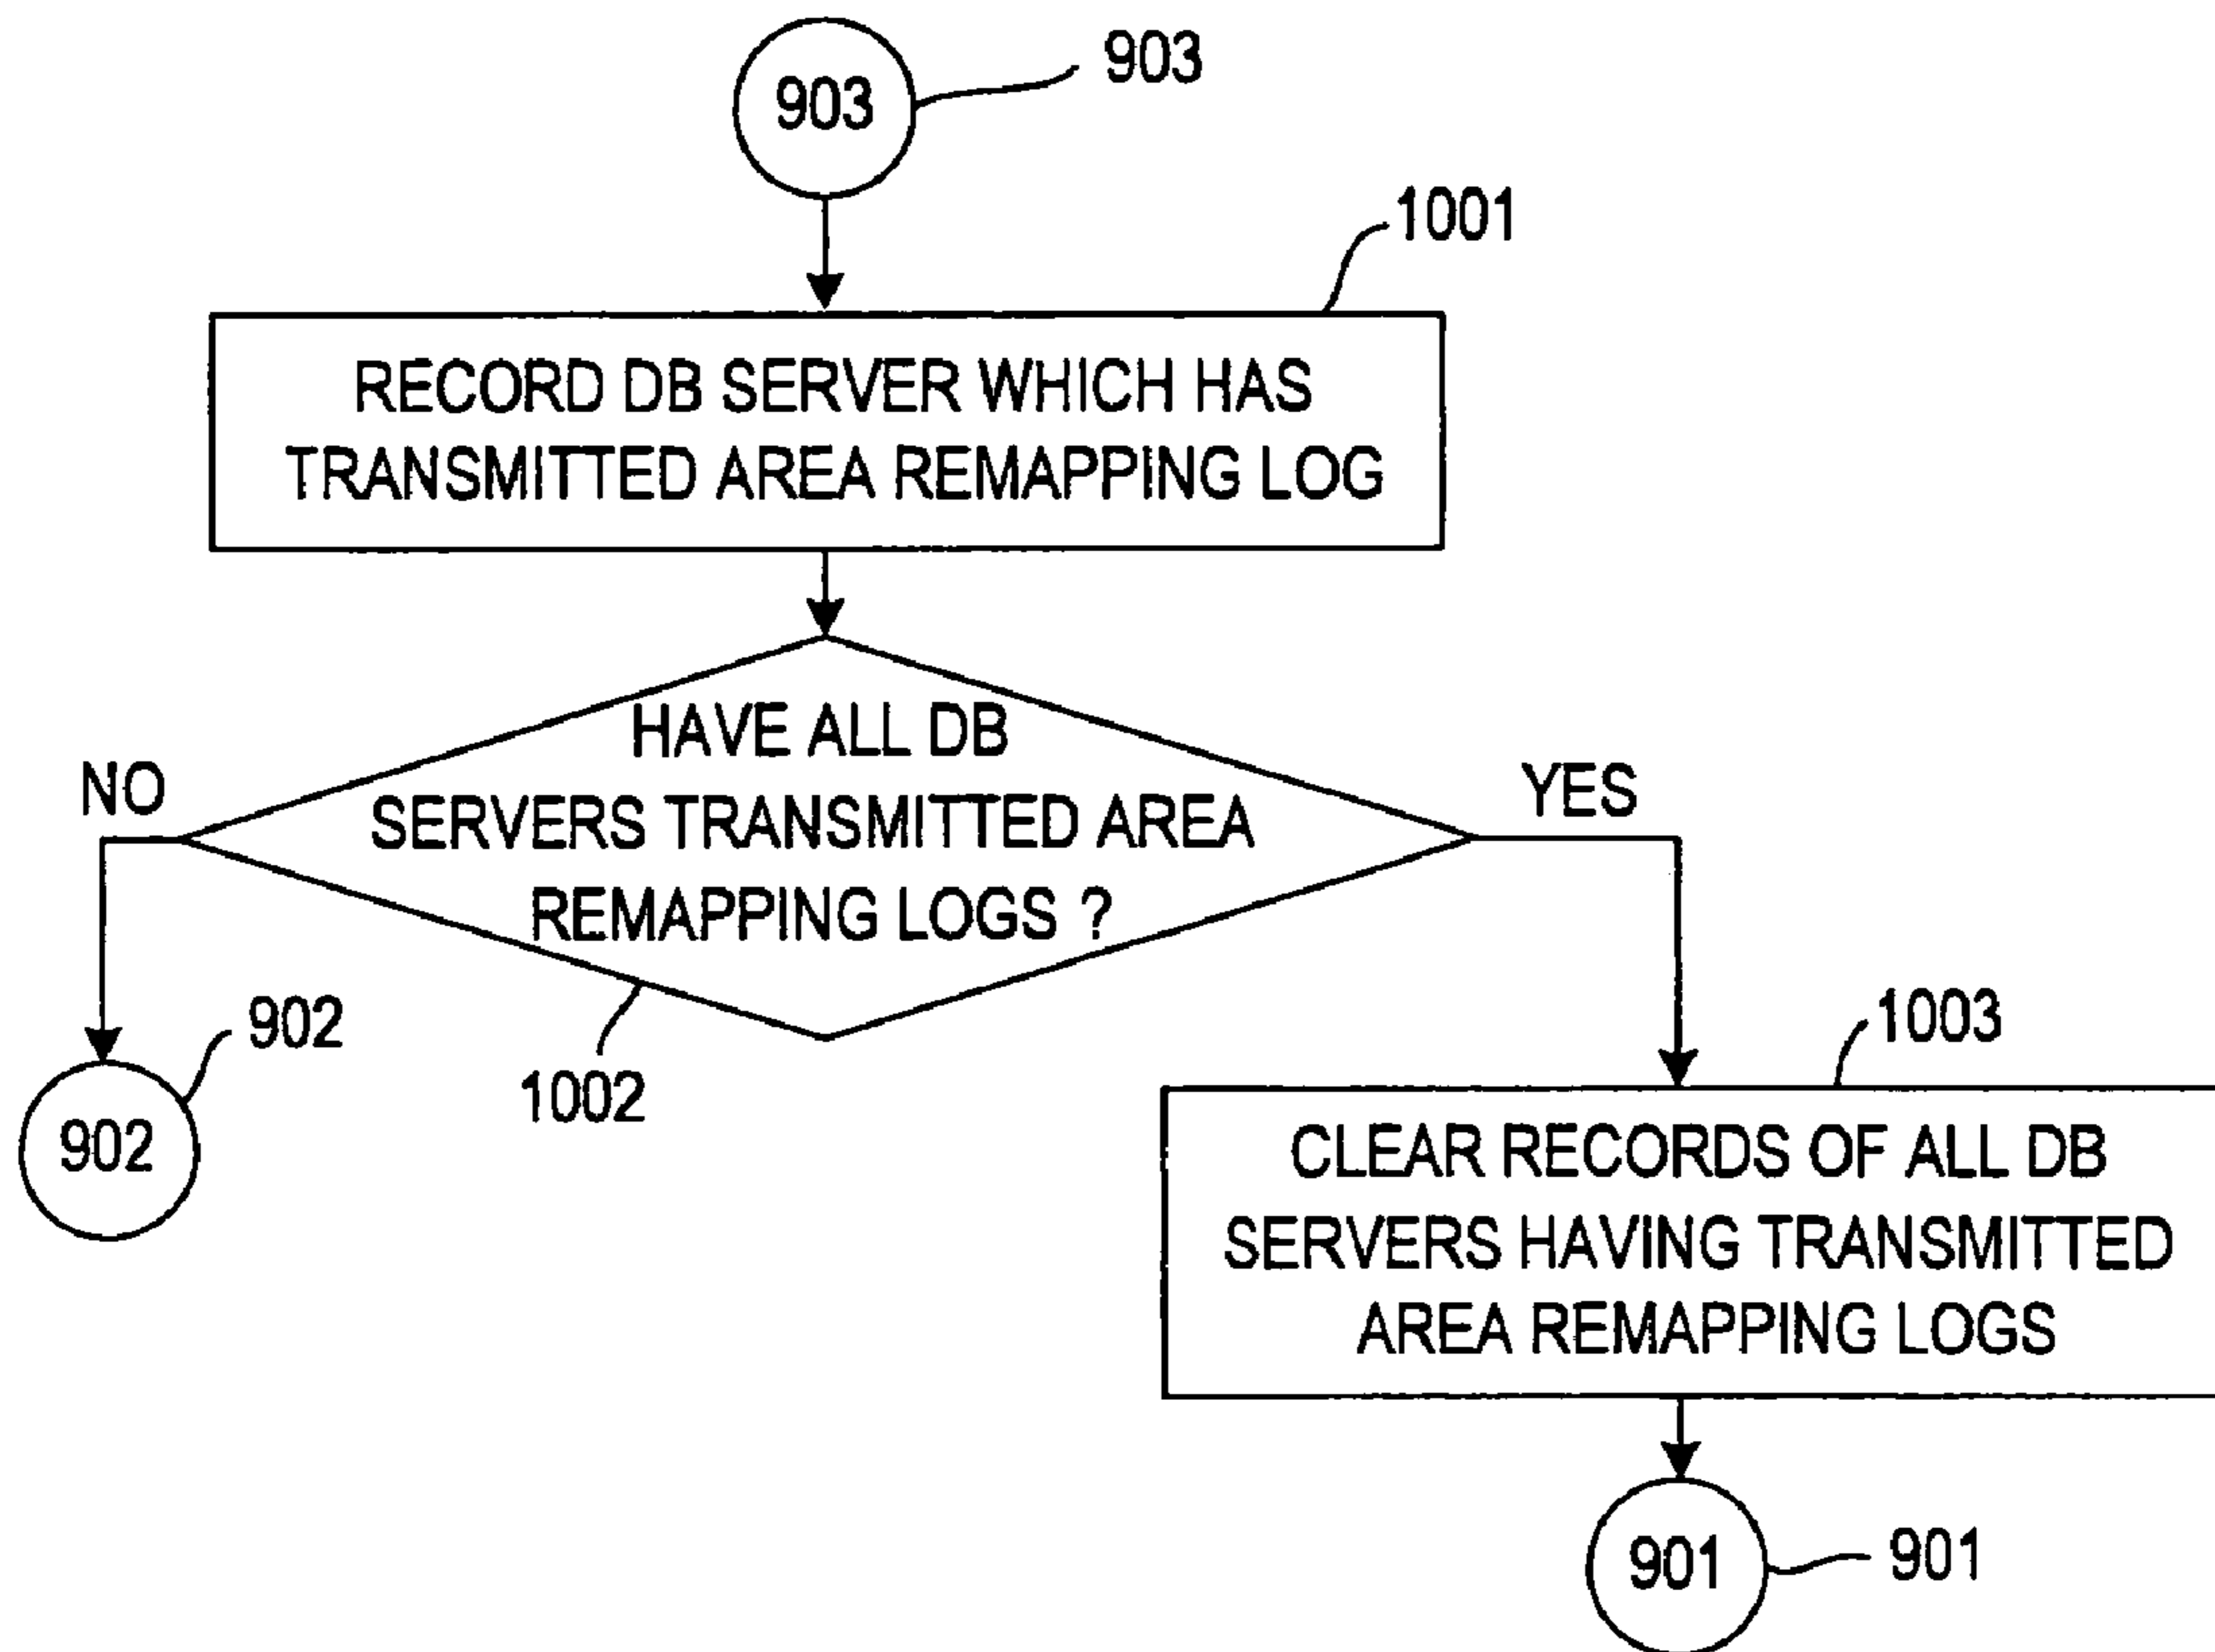 903
903
1001
RECORD DB SERVER WHICH HAS
TRANSMITTED AREA REMAPPING LOG
HAVE ALL DB
SERVERS TRANSMITTED AREA
REMAPPING LOGS ?
NO
YES
1002
902
902
1003
CLEAR RECORDS OF ALL DB
SERVERS HAVING TRANSMITTED
AREA REMAPPING LOGS
901
901